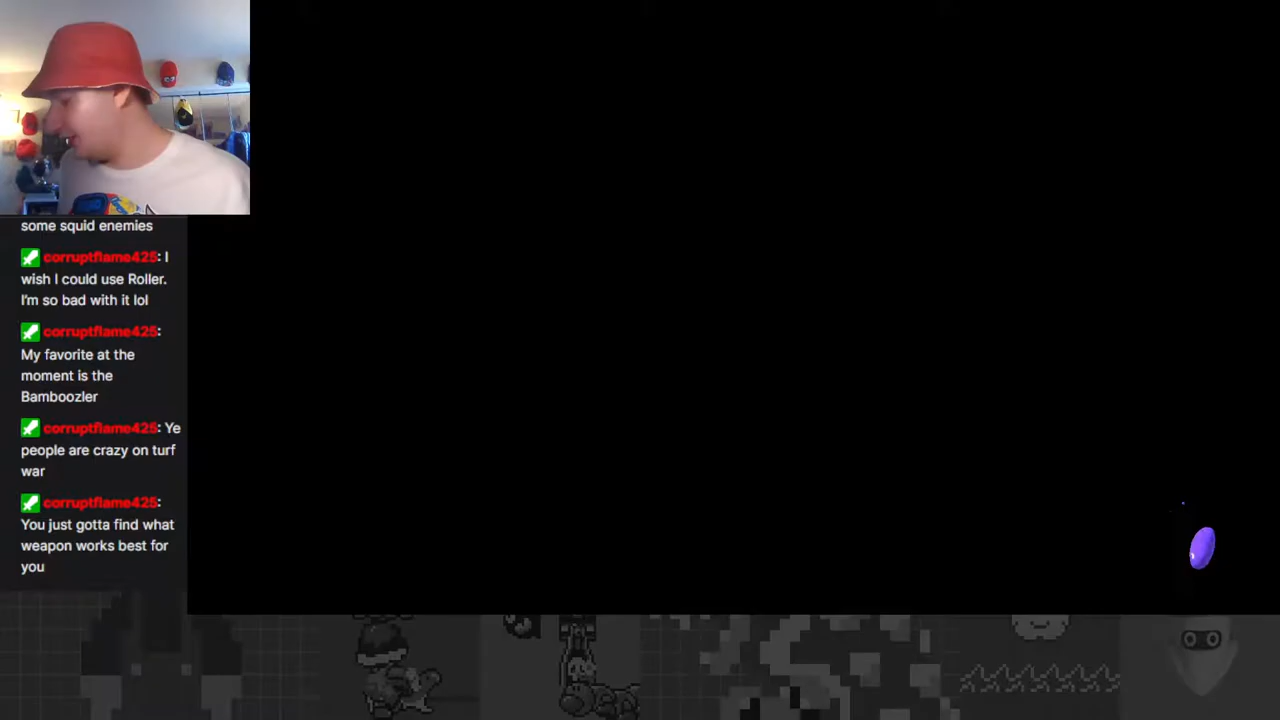 some squid enemies
corruptflame425: I
wish I could use Roller.
I'm so bad with it lol
corruptflame425:
My favorite at the
moment is the
Bamboozler
corruptflame425: Ye
people are crazy on turf
war
corruptflame425:
You just gotta find what
weapon works best for
you